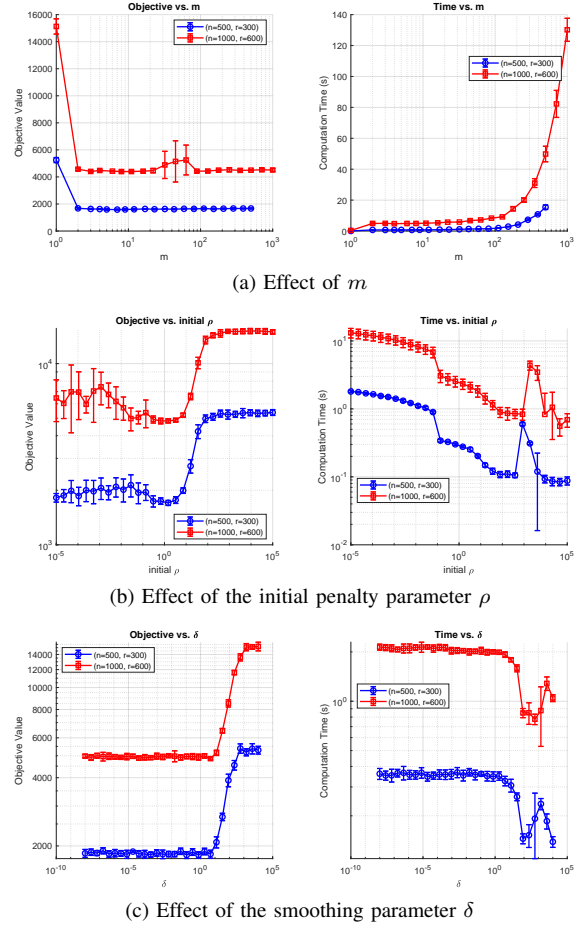 Objective vs. m
16000
14000
12000
10000
8000
6000
4000
2000
0
Objective Value
10^0
10^1
10^2
10^3
m
(n=500, r=300)
(n=1000, r=600)
Time vs. m
140
120
100
80
60
40
20
0
Computation Time (s)
10^0
10^1
10^2
10^3
m
(n=500, r=300)
(n=1000, r=600)
(a) Effect of m
Objective vs. initial ρ
10^4
10^3
Objective Value
10^-5
10^0
10^5
initial ρ
(n=500, r=300)
(n=1000, r=600)
Time vs. initial ρ
10^1
10^0
10^-1
10^-2
Computation Time (s)
10^-5
10^0
10^5
initial ρ
(n=500, r=300)
(n=1000, r=600)
(b) Effect of the initial penalty parameter ρ
Objective vs. δ
14000
12000
10000
8000
6000
4000
2000
Objective Value
10^-10
10^-5
10^0
10^5
δ
(n=500, r=300)
(n=1000, r=600)
Time vs. δ
10^0
Computation Time (s)
10^-10
10^-5
10^0
10^5
δ
(n=500, r=300)
(n=1000, r=600)
(c) Effect of the smoothing parameter δ